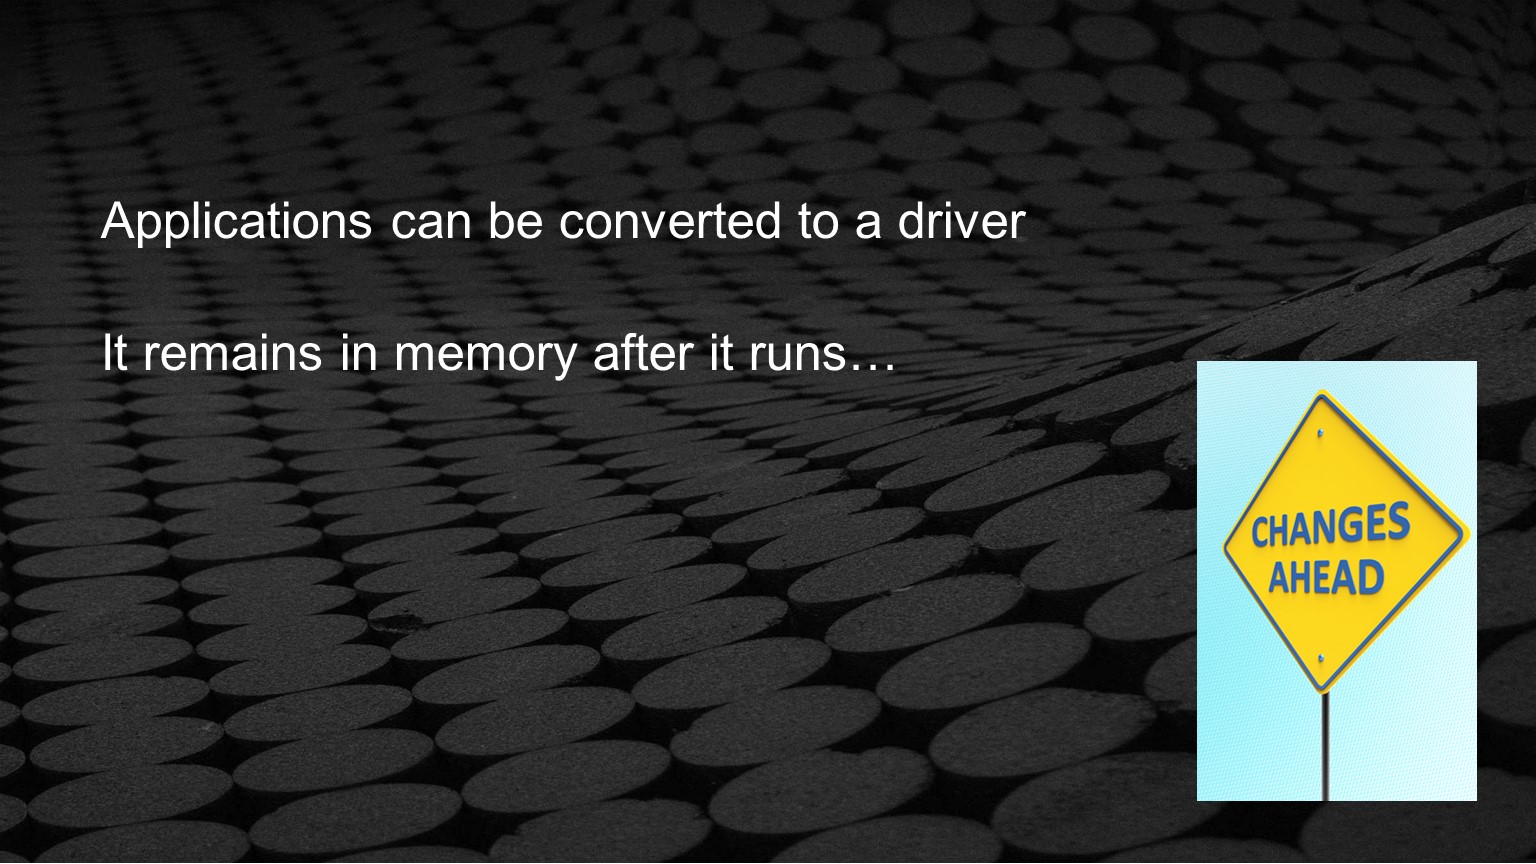 Applications can be converted to a driver
It remains in memory after it runs…
CHANGES
AHEAD